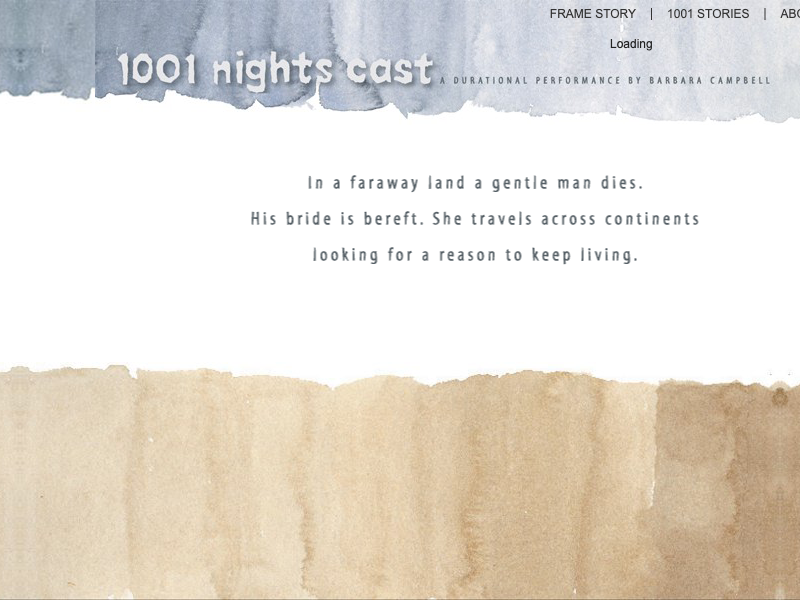 FRAME STORY | 1001 STORIES | ABO
Loading
1001 nights cast A DURATIONAL PERFORMANCE BY BARBARA CAMPBELL
In a faraway land a gentle man dies.
His bride is bereft. She travels across continents
looking for a reason to keep living.